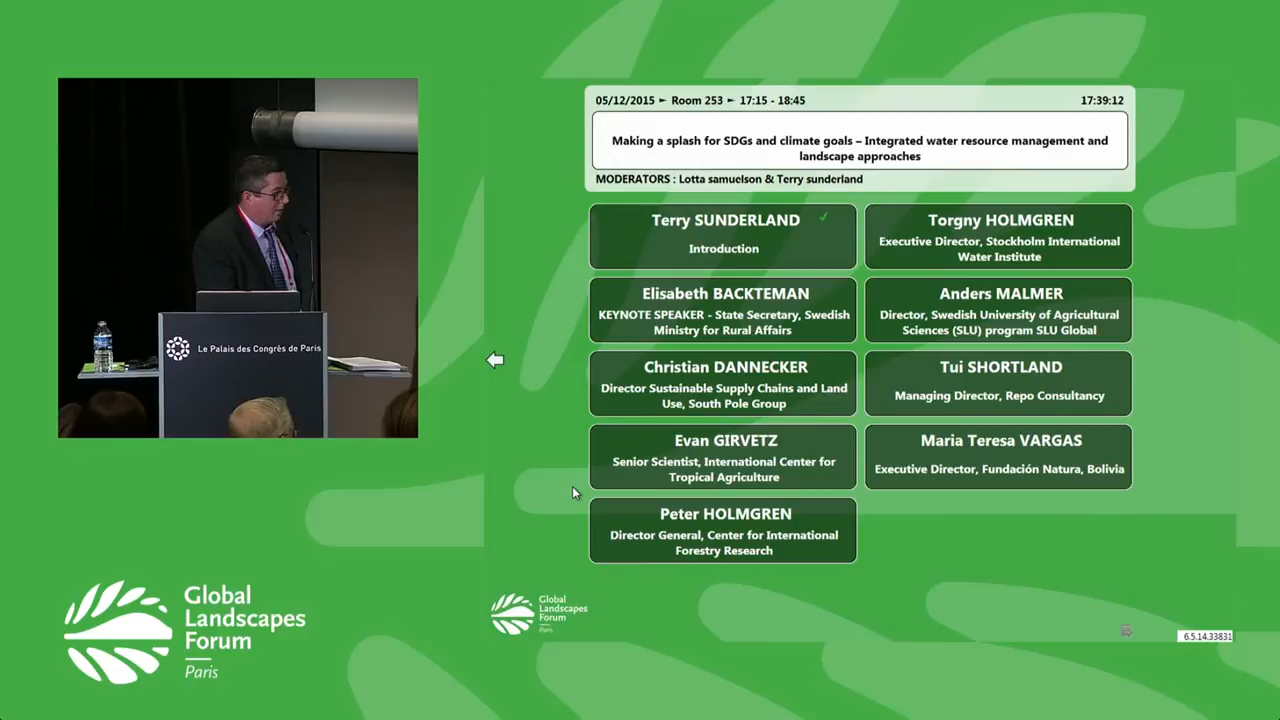 05/12/2015 ► Room 253 ► 17:15 - 18:45
17:39:12
Making a splash for SDGs and climate goals – Integrated water resource management and
landscape approaches
MODERATORS : Lotta samuelson & Terry sunderland
Terry SUNDERLAND ✓
Introduction
Torgny HOLMGREN
Executive Director, Stockholm International
Water Institute
Elisabeth BACKTEMAN
KEYNOTE SPEAKER - State Secretary, Swedish
Ministry for Rural Affairs
Anders MALMER
Director, Swedish University of Agricultural
Sciences (SLU) program SLU Global
Christian DANNECKER
Director Sustainable Supply Chains and Land
Use, South Pole Group
Tui SHORTLAND
Managing Director, Repo Consultancy
Evan GIRVETZ
Senior Scientist, International Center for
Tropical Agriculture
Maria Teresa VARGAS
Executive Director, Fundación Natura, Bolivia
Peter HOLMGREN
Director General, Center for International
Forestry Research
Le Palais des Congrès de Paris
Global
Landscapes
Forum
Paris
Global
Landscapes
Forum
Paris
6.5.14.33831